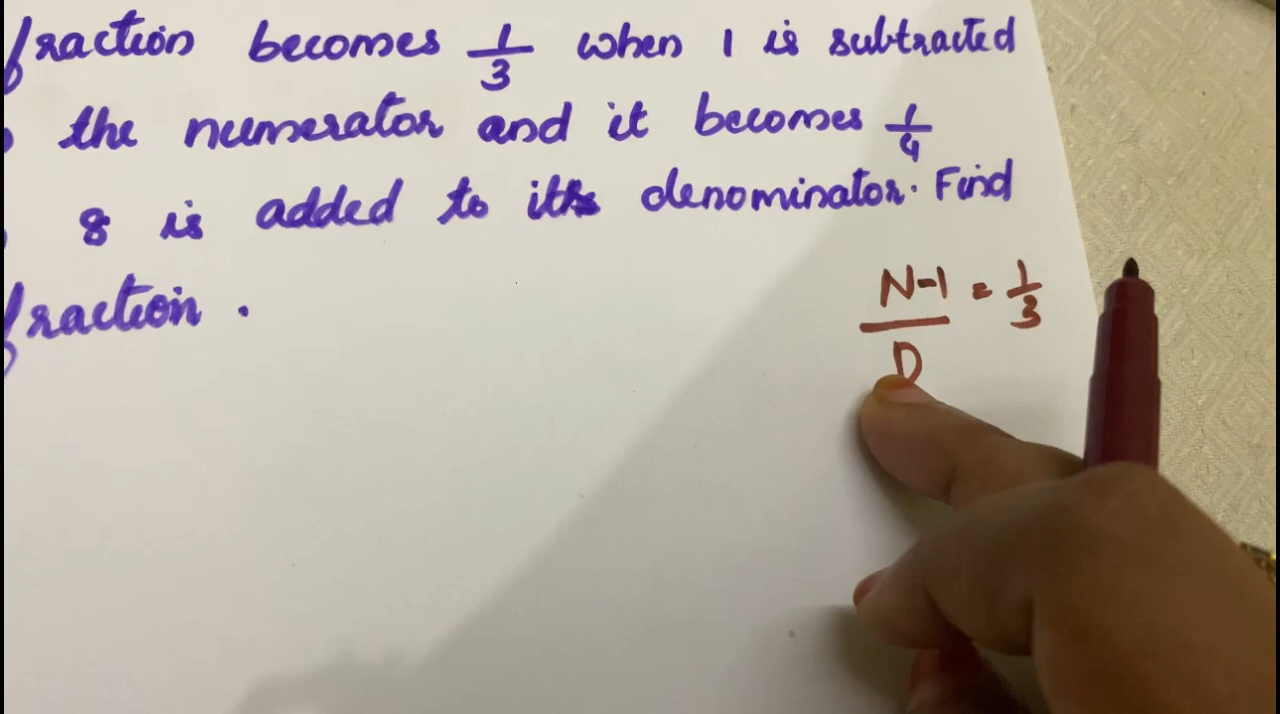 fraction becomes 1/3 when 1 is subtracted
the numerator and it becomes 1/4
8 is added to its denominator. Find
fraction.
N-1/D = 1/3